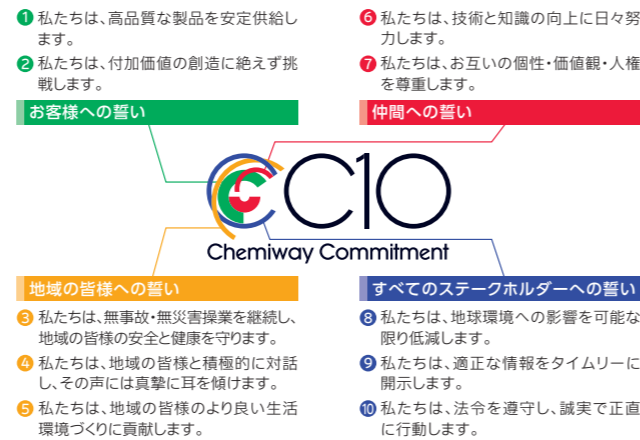 ❶私たちは、高品質な製品を安定供給し
ます。
❷私たちは、付加価値の創造に絶えず挑
戦します。
お客様への誓い
❻私たちは、技術と知識の向上に日々努
力します。
❼私たちは、お互いの個性・価値観・人権
を尊重します。
仲間への誓い
C10
Chemiway Commitment
地域の皆様への誓い
❸私たちは、無事故・無災害操業を継続し、
地域の皆様の安全と健康を守ります。
❹私たちは、地域の皆様と積極的に対話
し、その声には真摯に耳を傾けます。
❺私たちは、地域の皆様のより良い生活
環境づくりに貢献します。
すべてのステークホルダーへの誓い
❽私たちは、地球環境への影響を可能な
限り低減します。
❾私たちは、適正な情報をタイムリーに
開示します。
❿私たちは、法令を遵守し、誠実で正直
に行動します。